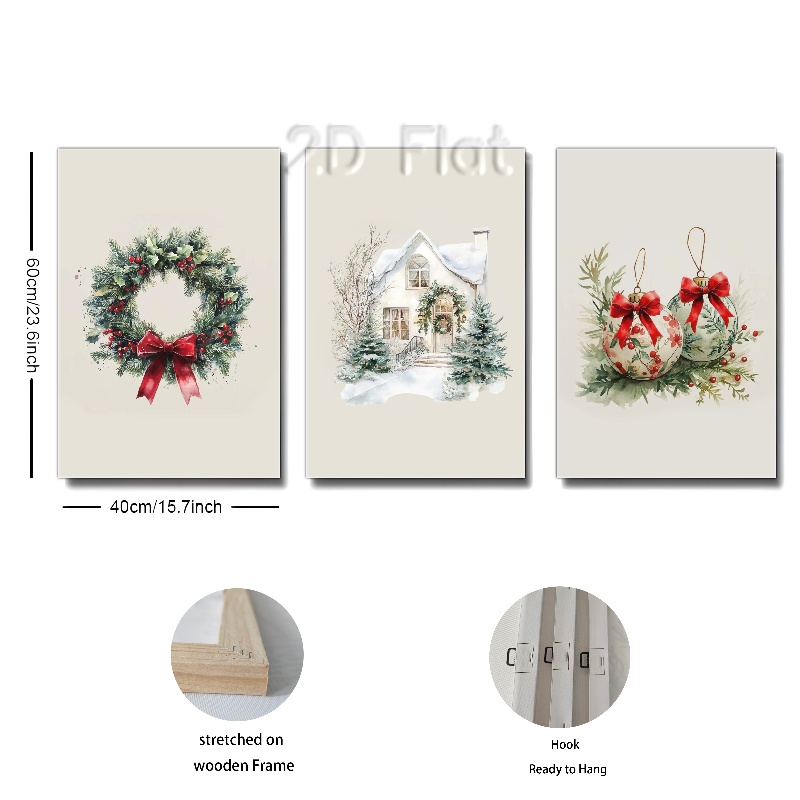 2D Flat
60cm/23.6inch
40cm/15.7inch
stretched on
wooden Frame
Hook
Ready to Hang